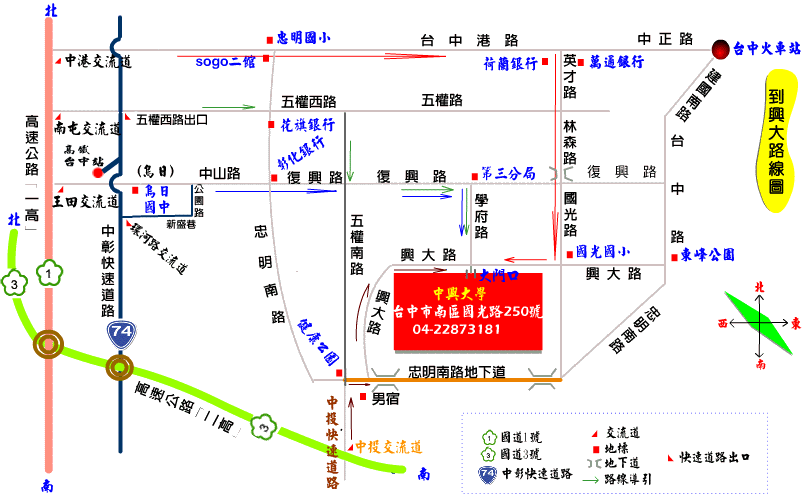 北
忠明國小
台中港路
中正路
台中火車站
中港交流道
sogo二館
荷蘭銀行
英才路
萬通銀行
建國南路
到興大路線圖
高速公路「一高」
五權西路
五權路
南屯交流道
五權西路出口
花旗銀行
林森路
台中路
高鐵
台中站
彰化銀行
(烏日)
中山路
復興路
復興路
第三分局
復興路
王田交流道
烏日
國中
公園路
新盛巷
學府路
國光路
北
環河路交流道
忠明南路
五權南路
興大路
國光國小
東峰公園
3
1
中彰快速道路
大門口
興大路
興大路
中興大學
台中市南區國光路250號
04-22873181
北
西
東
南
74
健康公園
忠明南路
忠明南路地下道
高速公路「二高」
中投快速道路
男宿
3
中投交流道
南
南
1 國道1號
3 國道3號
74 中彰快速道路
交流道
地標
地下道
路線導引
快速道路出口